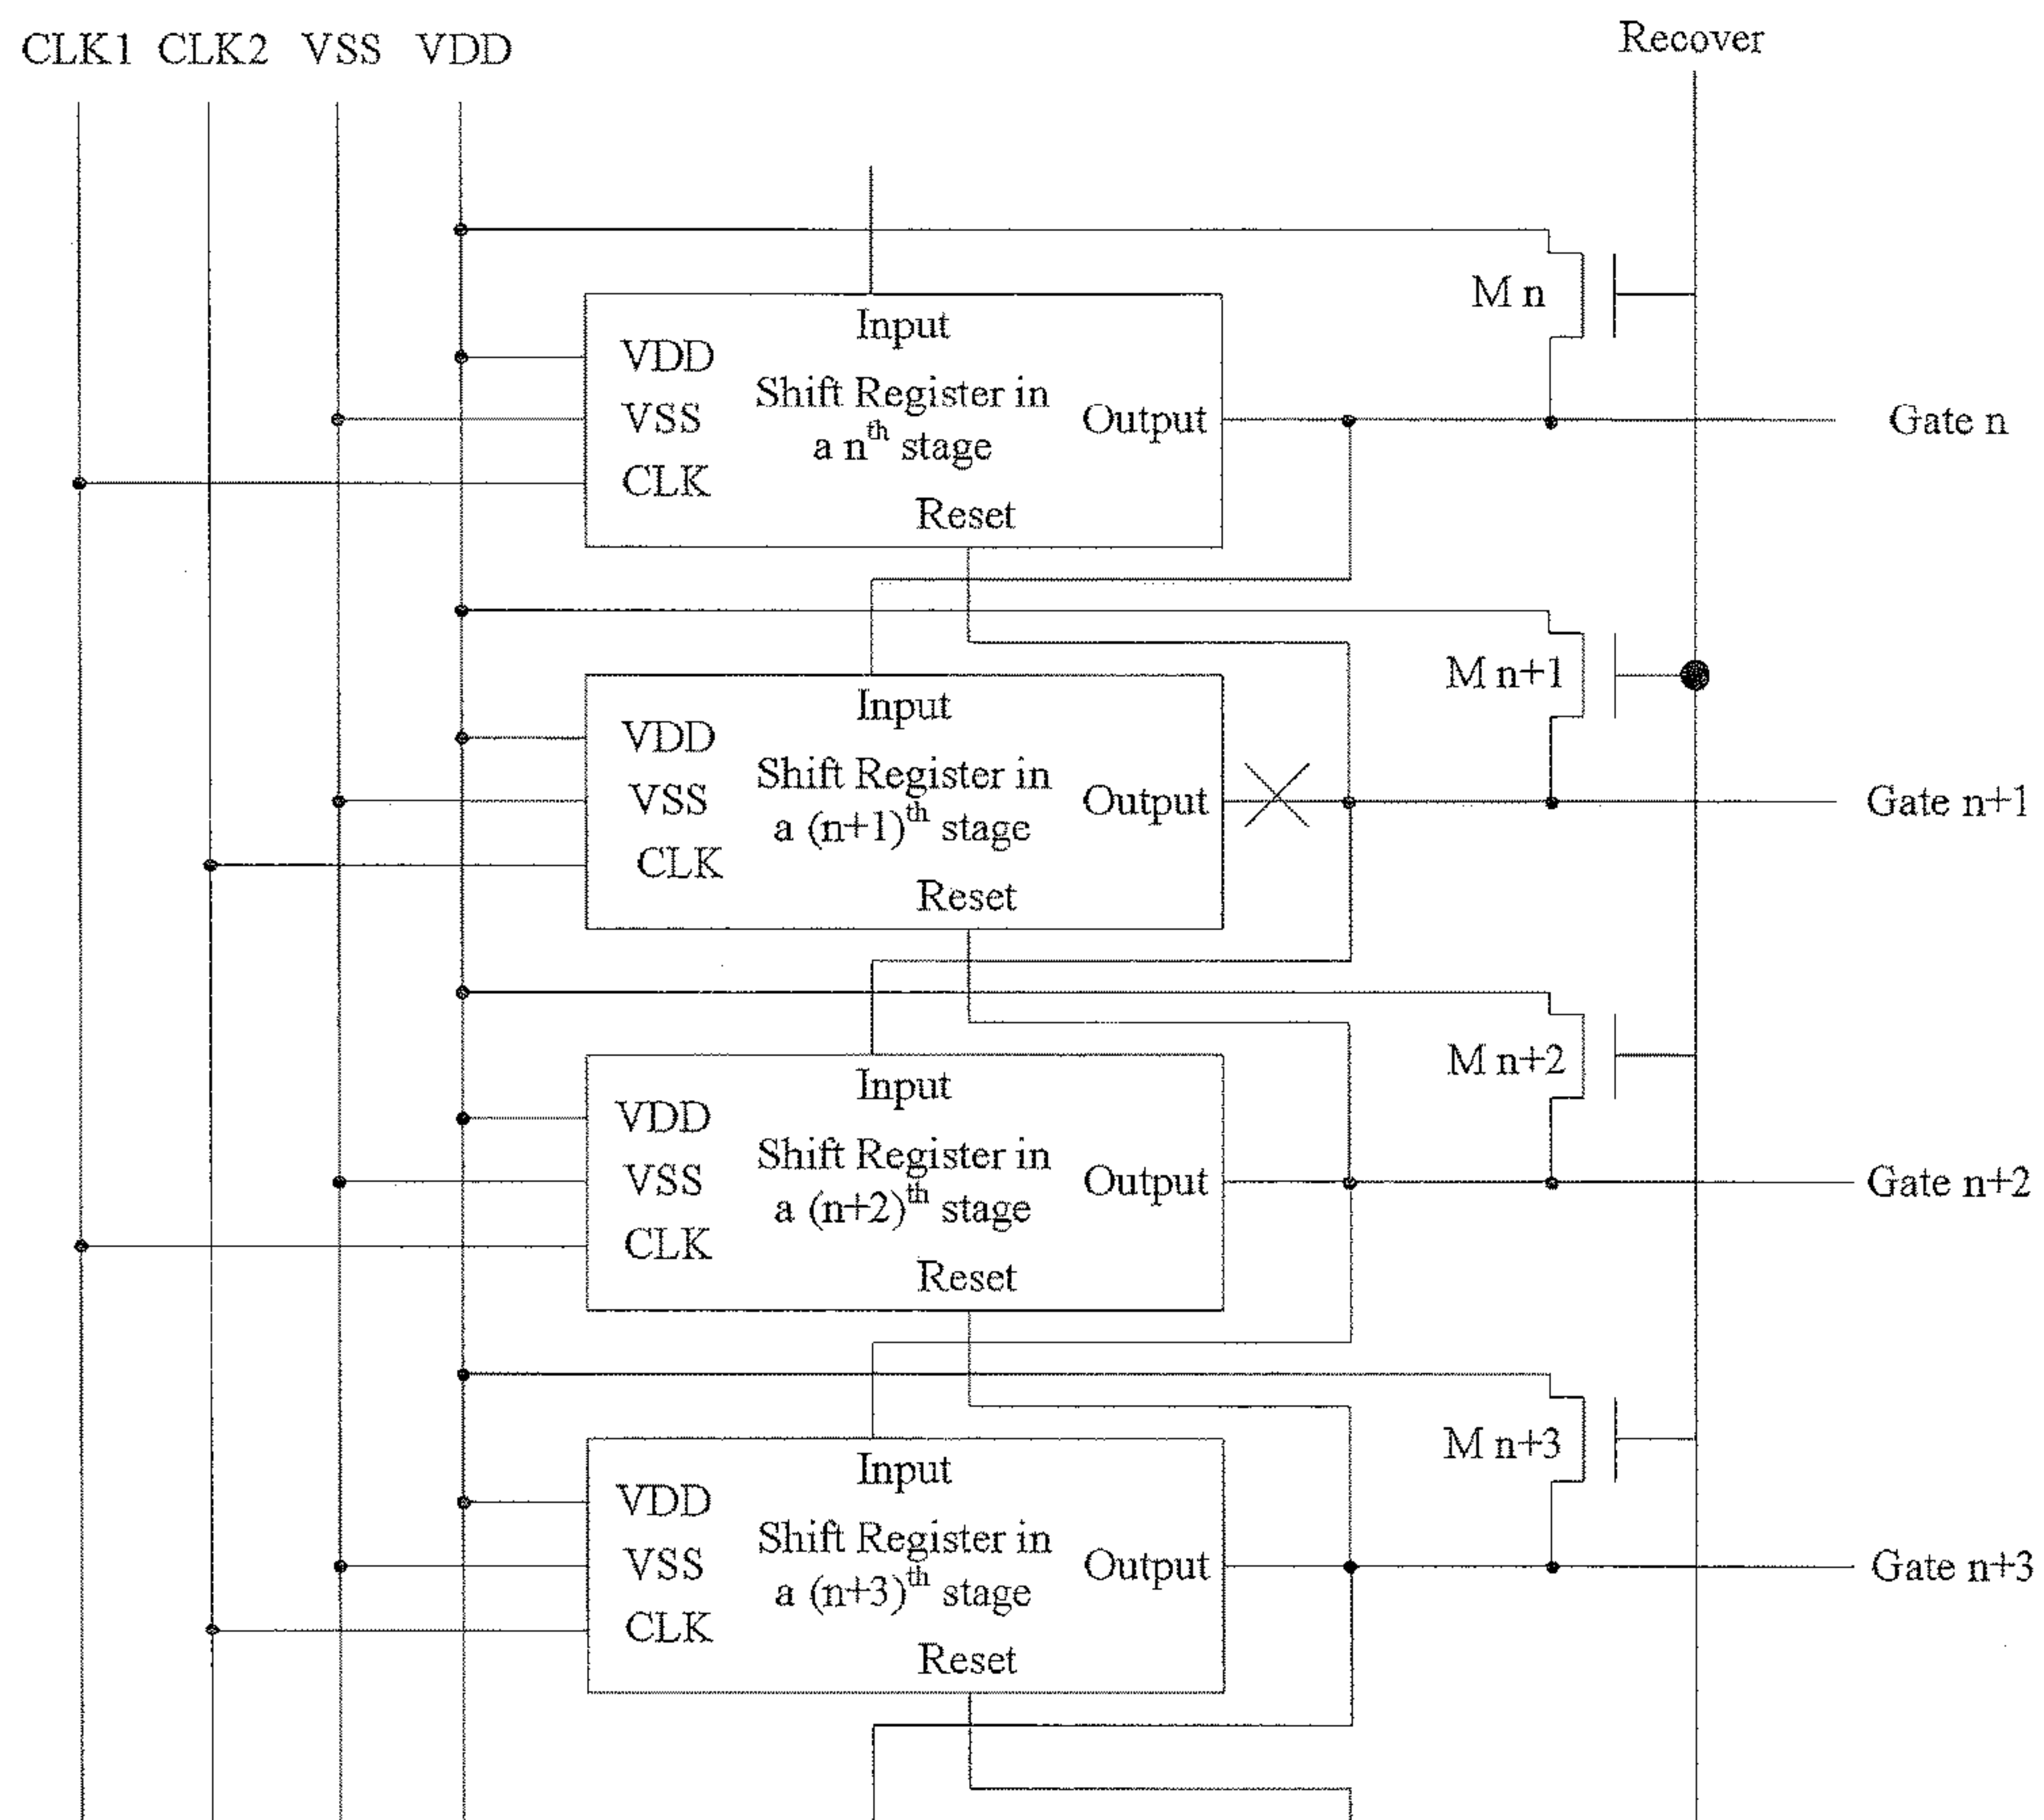 CLK1 CLK2 VSS VDD Recover
M n
Input
VDD
Shift Register in
a nth stage
VSS
Output
Gate n
CLK
Reset
M n+1
Input
VDD
Shift Register in
a (n+1)th stage
VSS
Output
Gate n+1
CLK
Reset
M n+2
Input
VDD
Shift Register in
a (n+2)th stage
VSS
Output
Gate n+2
CLK
Reset
M n+3
Input
VDD
Shift Register in
a (n+3)th stage
VSS
Output
Gate n+3
CLK
Reset